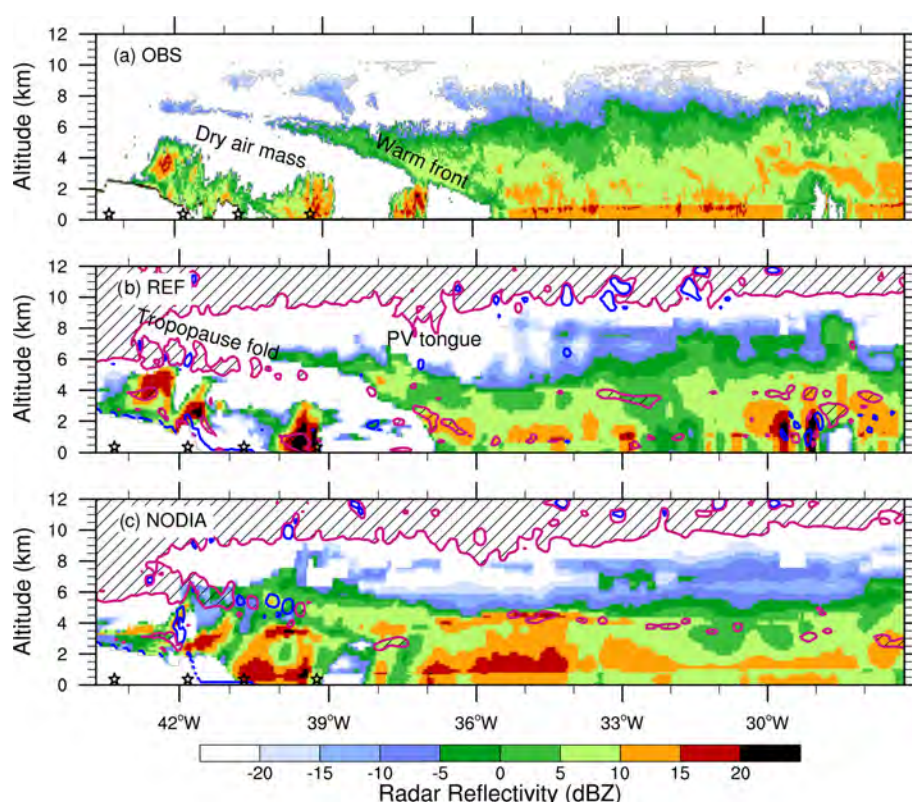 12
10
8
6
4
2
0
Altitude (km)
(a) OBS
Dry air mass
Warm front
12
10
8
6
4
2
0
Altitude (km)
(b) REF
Tropopause fold
PV tongue
12
10
8
6
4
2
0
Altitude (km)
(c) NODIA
42°W 39°W 36°W 33°W 30°W
-20 -15 -10 -5 0 5 10 15 20
Radar Reflectivity (dBZ)